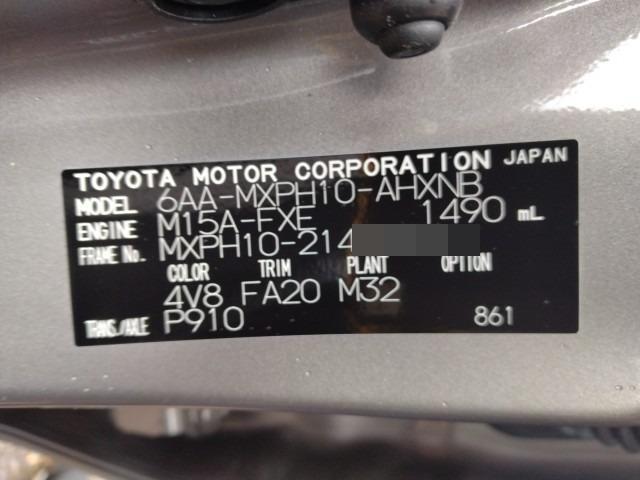 TOYOTA MOTOR CORPORATION JAPAN
MODEL 6AA-MXPH10-AHXNB
ENGINE M15A-FXE 1490 mL
FRAME No. MXPH10-214
COLOR TRIM PLANT OPTION
4V8 FA20 M32
TRANS./AXLE P910 861